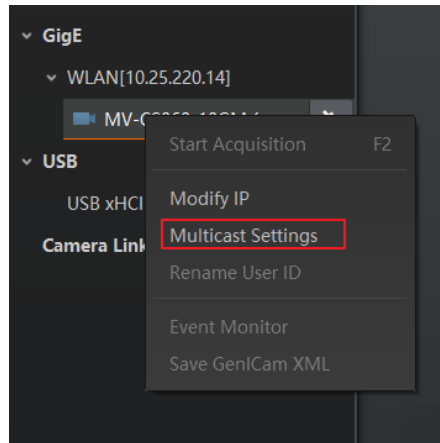 GigE
WLAN[10.25.220.14]
Start Acquisition F2
USB
Modify IP
USB xHCI
Multicast Settings
Camera Link
Rename User ID
Event Monitor
Save GenICam XML